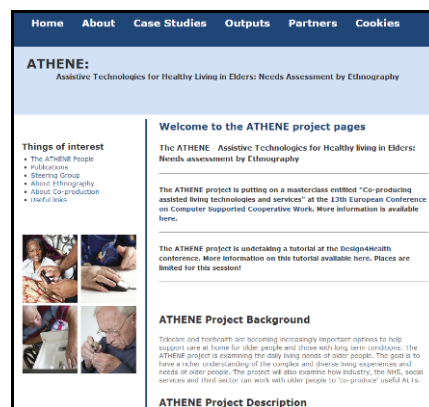 Home About Case Studies Outputs Partners Cookies
ATHENE:
Assistive Technologies for Healthy Living in Elders: Needs Assessment by Ethnography
Things of interest
The ATHENE People
Publications
Steering Group
About Ethnography
About Co-production
Useful links
Welcome to the ATHENE project pages
The ATHENE - Assistive Technologies for Healthy living in Elders:
Needs assessment by Ethnography
The ATHENE project is putting on a masterclass entitled "Co-producing
assisted living technologies and services" at the 13th European Conference
on Computer Supported Cooperative Work. More information is available
here.
The ATHENE project is undetaking a tutorial at the Design4Health
conference. More information on this tutorial available here. Places are
limited for this session!
ATHENE Project Background
Telecare and telehealth are becoming increasingly important options to help
support care at home for older people and those with long term conditions. The
ATHENE project is examining the daily living needs of older people. The goal is to
have a richer understanding of the complex and diverse living experiences and
needs of older people. The project will also examine how industry, the NHS, social
services and third sector can work with older people to 'co-produce' useful ALTs.
ATHENE Project Description